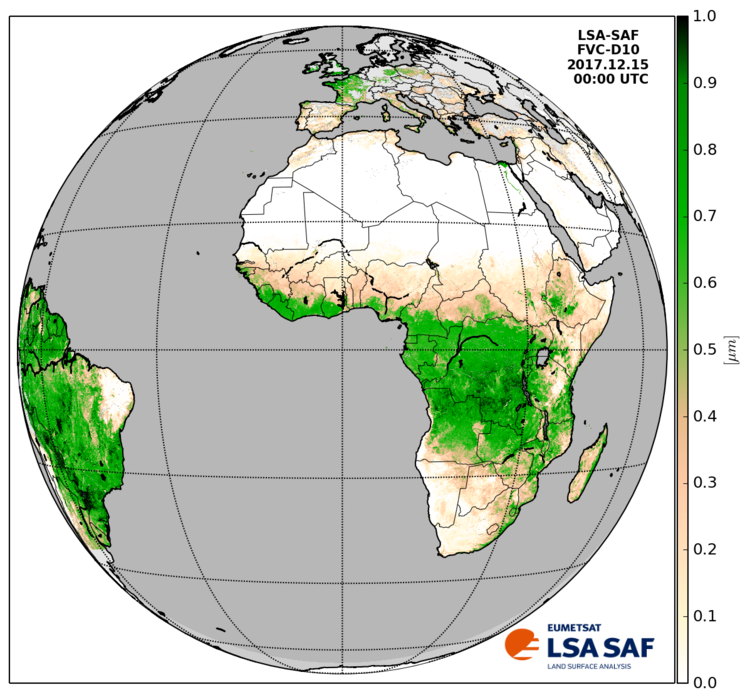 LSA-SAF
FVC-D10
2017.12.15
00:00 UTC
1.0
0.9
0.8
0.7
0.6
0.5
0.4
0.3
0.2
0.1
0.0
[μm]
EUMETSAT
LSA SAF
LAND SURFACE ANALYSIS